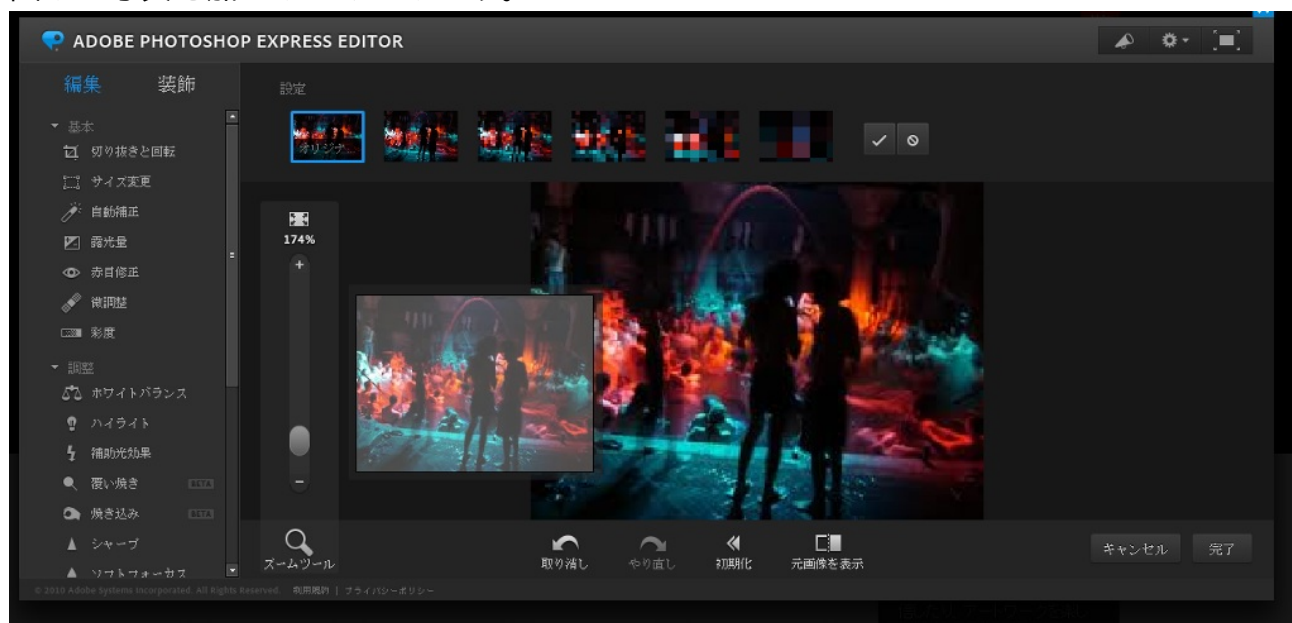 ADOBE PHOTOSHOP EXPRESS EDITOR
編集 装飾
設定
オリジナ...
基本
切り抜きと回転
サイズ変更
自動補正
露光量
赤目修正
微調整
彩度
調整
ホワイトバランス
ハイライト
補助光効果
覆い焼き BETA
焼き込み BETA
シャープ
ソフトフォーカス
174%
+
−
ズームツール
取り消し
やり直し
初期化
元画像を表示
キャンセル
完了
© 2010 Adobe Systems Incorporated. All Rights Reserved. 利用規約 | プライバシーポリシー